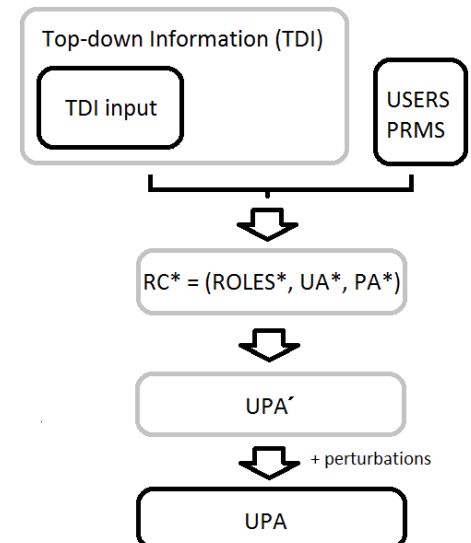 Top-down Information (TDI)
TDI input
USERS
PRMS
RC* = (ROLES*, UA*, PA*)
UPA´
+ perturbations
UPA